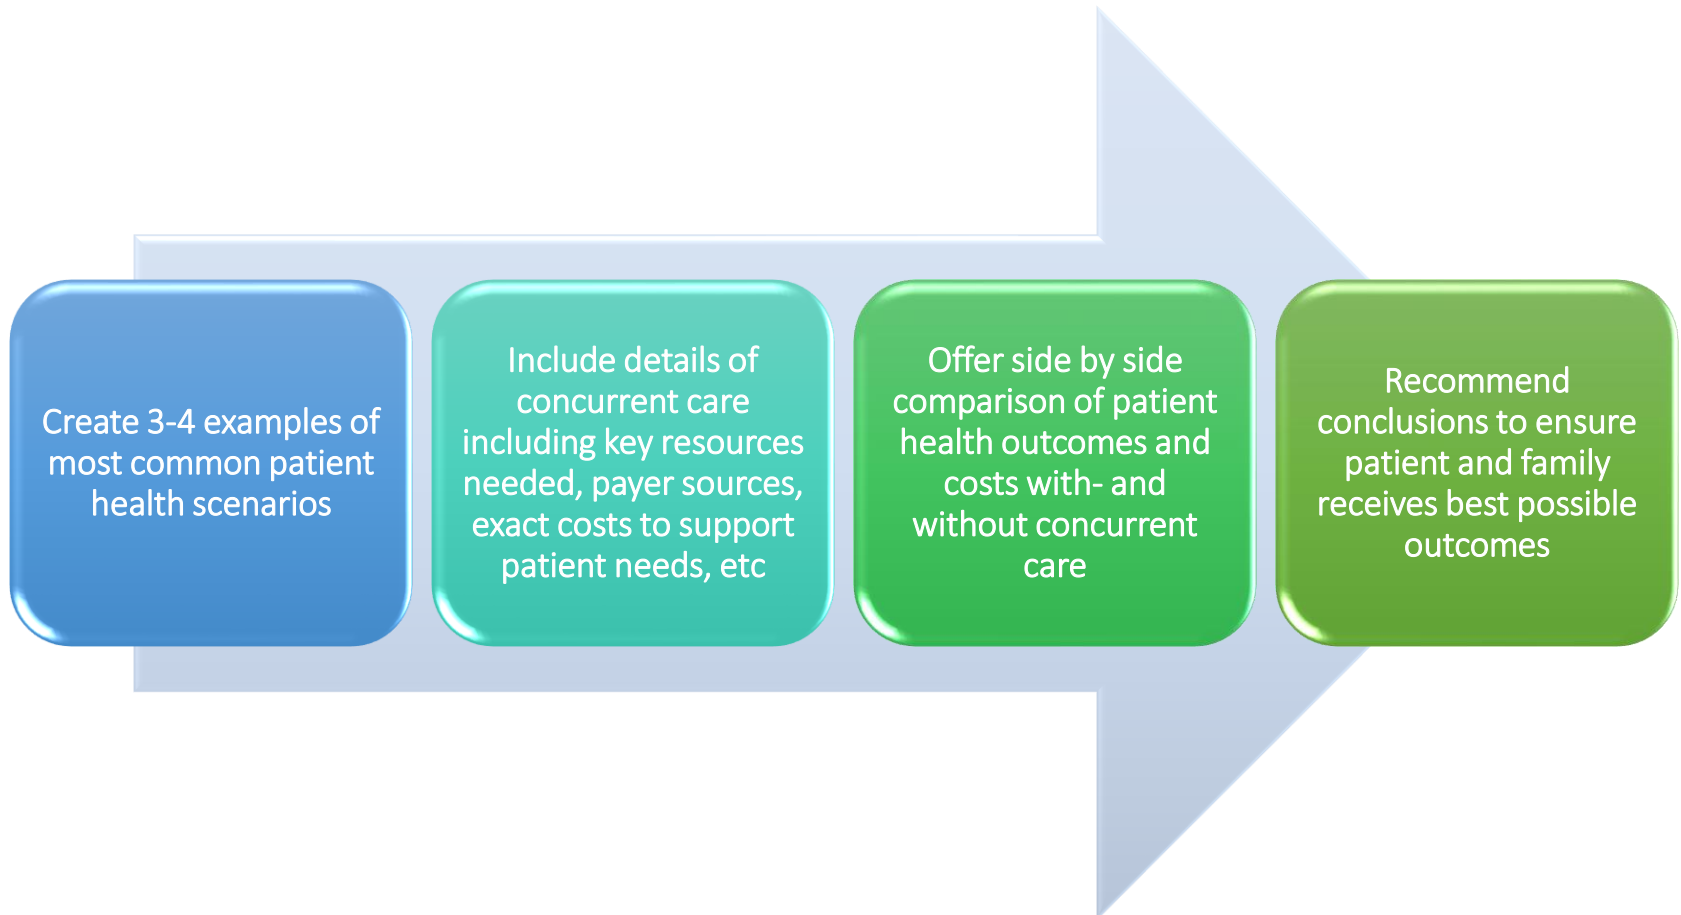 Create 3-4 examples of
most common patient
health scenarios
Include details of
concurrent care
including key resources
needed, payer sources,
exact costs to support
patient needs, etc
Offer side by side
comparison of patient
health outcomes and
costs with- and
without concurrent
care
Recommend
conclusions to ensure
patient and family
receives best possible
outcomes